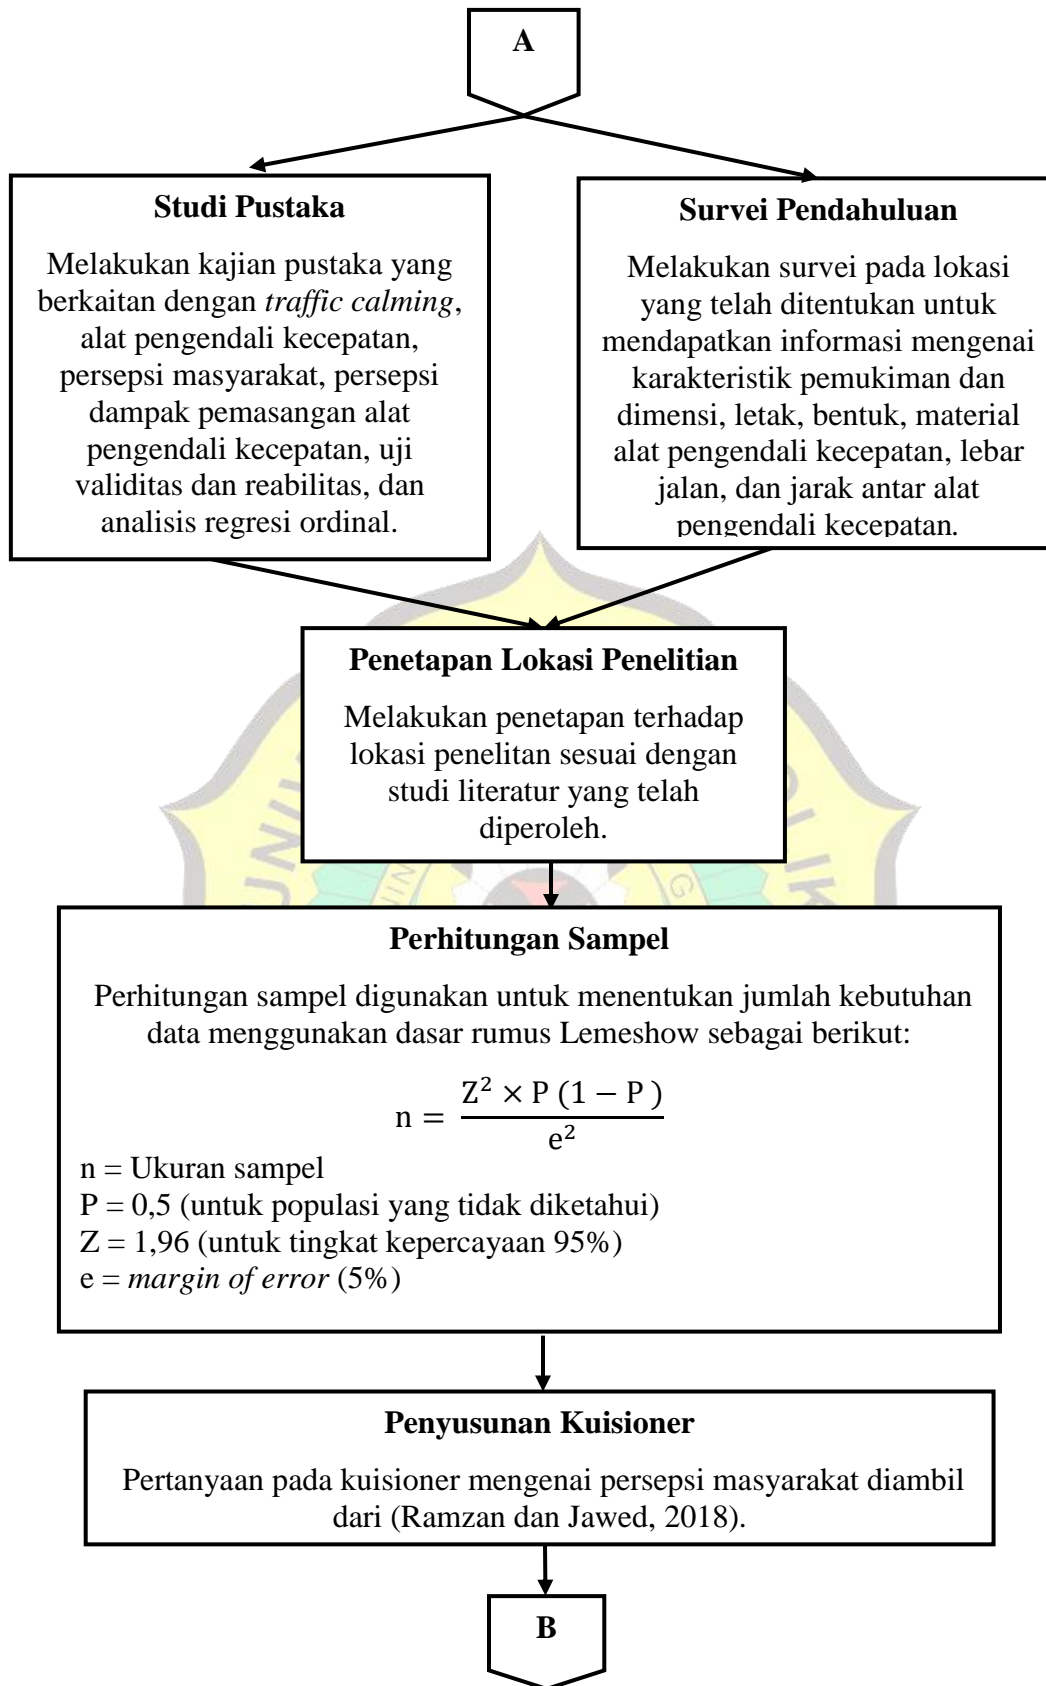 A
Studi Pustaka
Melakukan kajian pustaka yang
berkaitan dengan traffic calming,
alat pengendali kecepatan,
persepsi masyarakat, persepsi
dampak pemasangan alat
pengendali kecepatan, uji
validitas dan reabilitas, dan
analisis regresi ordinal.
Survei Pendahuluan
Melakukan survei pada lokasi
yang telah ditentukan untuk
mendapatkan informasi mengenai
karakteristik pemukiman dan
dimensi, letak, bentuk, material
alat pengendali kecepatan, lebar
jalan, dan jarak antar alat
pengendali kecepatan.
Penetapan Lokasi Penelitian
Melakukan penetapan terhadap
lokasi penelitan sesuai dengan
studi literatur yang telah
diperoleh.
Perhitungan Sampel
Perhitungan sampel digunakan untuk menentukan jumlah kebutuhan
data menggunakan dasar rumus Lemeshow sebagai berikut:
n = Z² × P (1 − P ) / e²
n = Ukuran sampel
P = 0,5 (untuk populasi yang tidak diketahui)
Z = 1,96 (untuk tingkat kepercayaan 95%)
e = margin of error (5%)
Penyusunan Kuisioner
Pertanyaan pada kuisioner mengenai persepsi masyarakat diambil
dari (Ramzan dan Jawed, 2018).
B